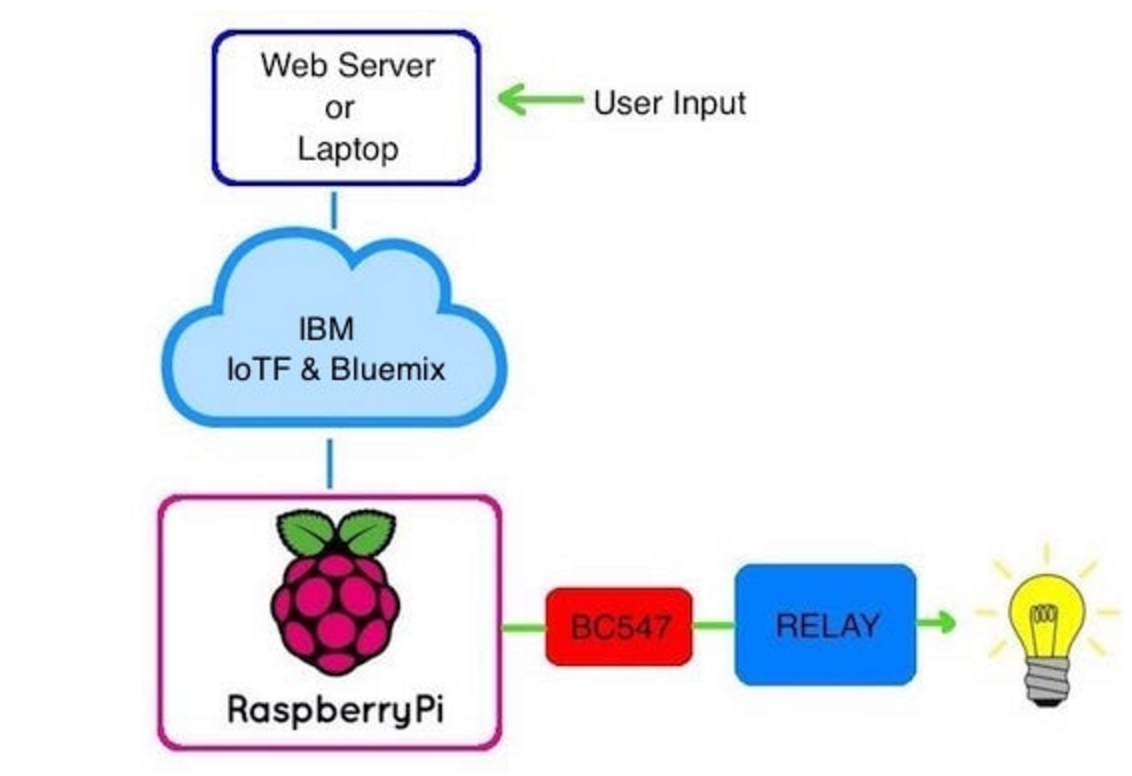 Web Server
or
Laptop
User Input
IBM
IoTF & Bluemix
RaspberryPi
BC547
RELAY